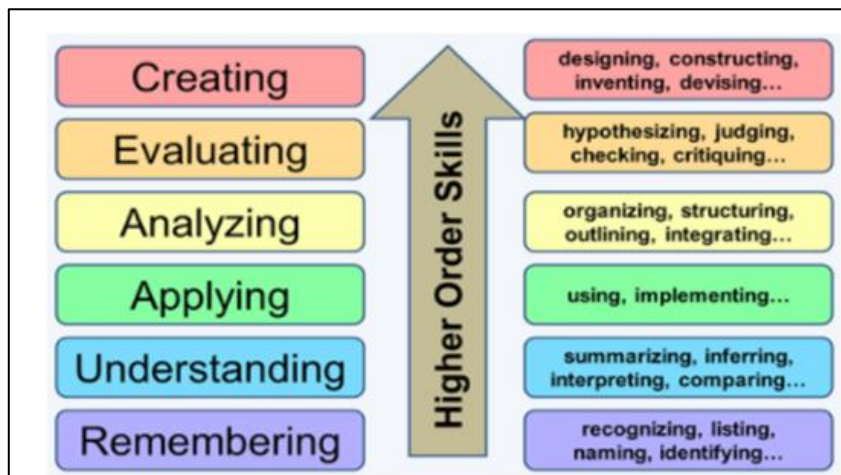 Creating
designing, constructing,
inventing, devising...
Evaluating
hypothesizing, judging,
checking, critiquing...
Analyzing
organizing, structuring,
outlining, integrating...
Applying
using, implementing...
Understanding
summarizing, inferring,
interpreting, comparing...
Remembering
recognizing, listing,
naming, identifying...
Higher Order Skills